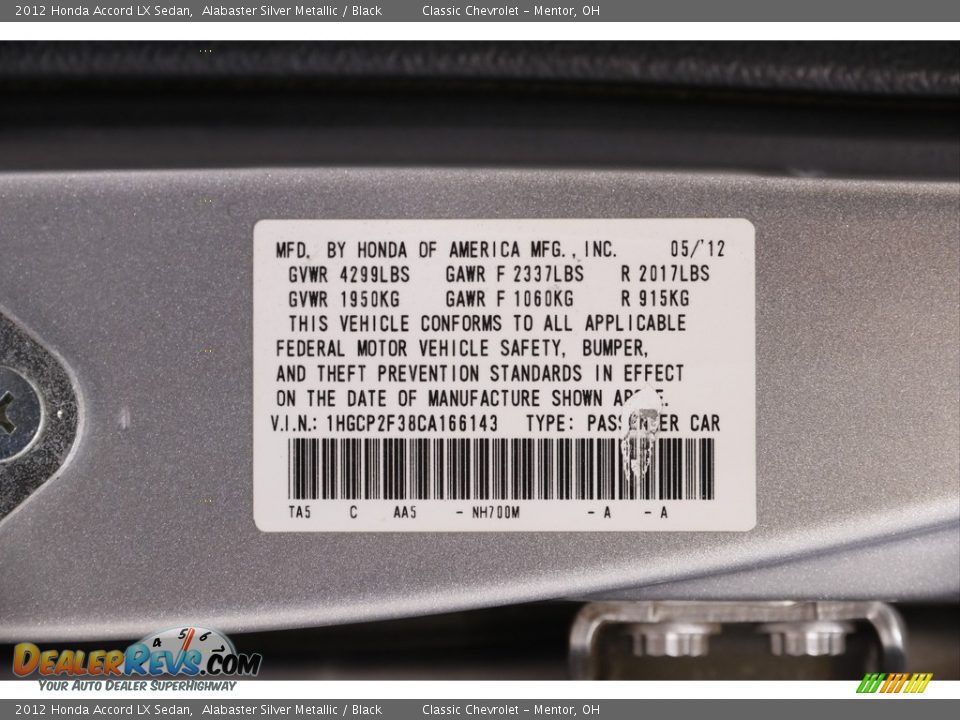 2012 Honda Accord LX Sedan, Alabaster Silver Metallic / Black Classic Chevrolet - Mentor, OH
MFD. BY HONDA OF AMERICA MFG., INC. 05/'12
GVWR 4299LBS GAWR F 2337LBS R 2017LBS
GVWR 1950KG GAWR F 1060KG R 915KG
THIS VEHICLE CONFORMS TO ALL APPLICABLE
FEDERAL MOTOR VEHICLE SAFETY, BUMPER,
AND THEFT PREVENTION STANDARDS IN EFFECT
ON THE DATE OF MANUFACTURE SHOWN
V.I.N.: 1HGCP2F38CA166143 TYPE: PASSENGER CAR
TA5 C AA5 - NH700M - A - A
4 5 6
DEALERREVS.COM
YOUR AUTO DEALER SUPERHIGHWAY
2012 Honda Accord LX Sedan, Alabaster Silver Metallic / Black Classic Chevrolet - Mentor, OH